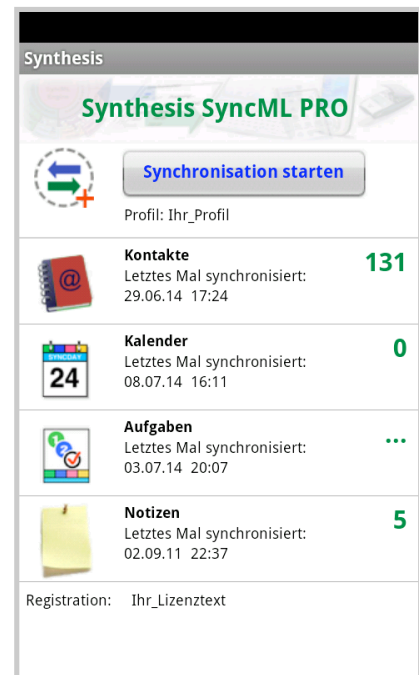 Synthesis
Synthesis SyncML PRO
Synchronisation starten
Profil: Ihr_Profil
Kontakte
131
Letztes Mal synchronisiert:
29.06.14 17:24
@
Kalender
0
Letztes Mal synchronisiert:
08.07.14 16:11
SYNCDAY
24
Aufgaben
...
Letztes Mal synchronisiert:
03.07.14 20:07
1
2
Notizen
5
Letztes Mal synchronisiert:
02.09.11 22:37
Registration: Ihr_Lizenztext